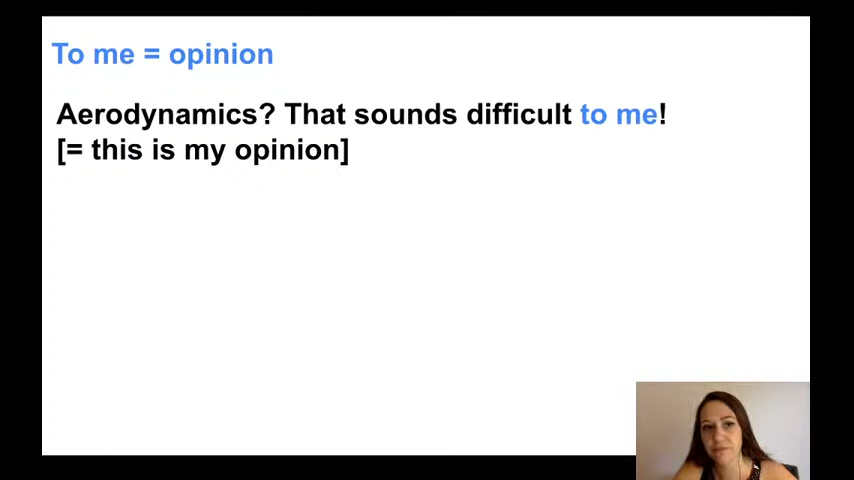 To me = opinion
Aerodynamics? That sounds difficult to me!
[= this is my opinion]